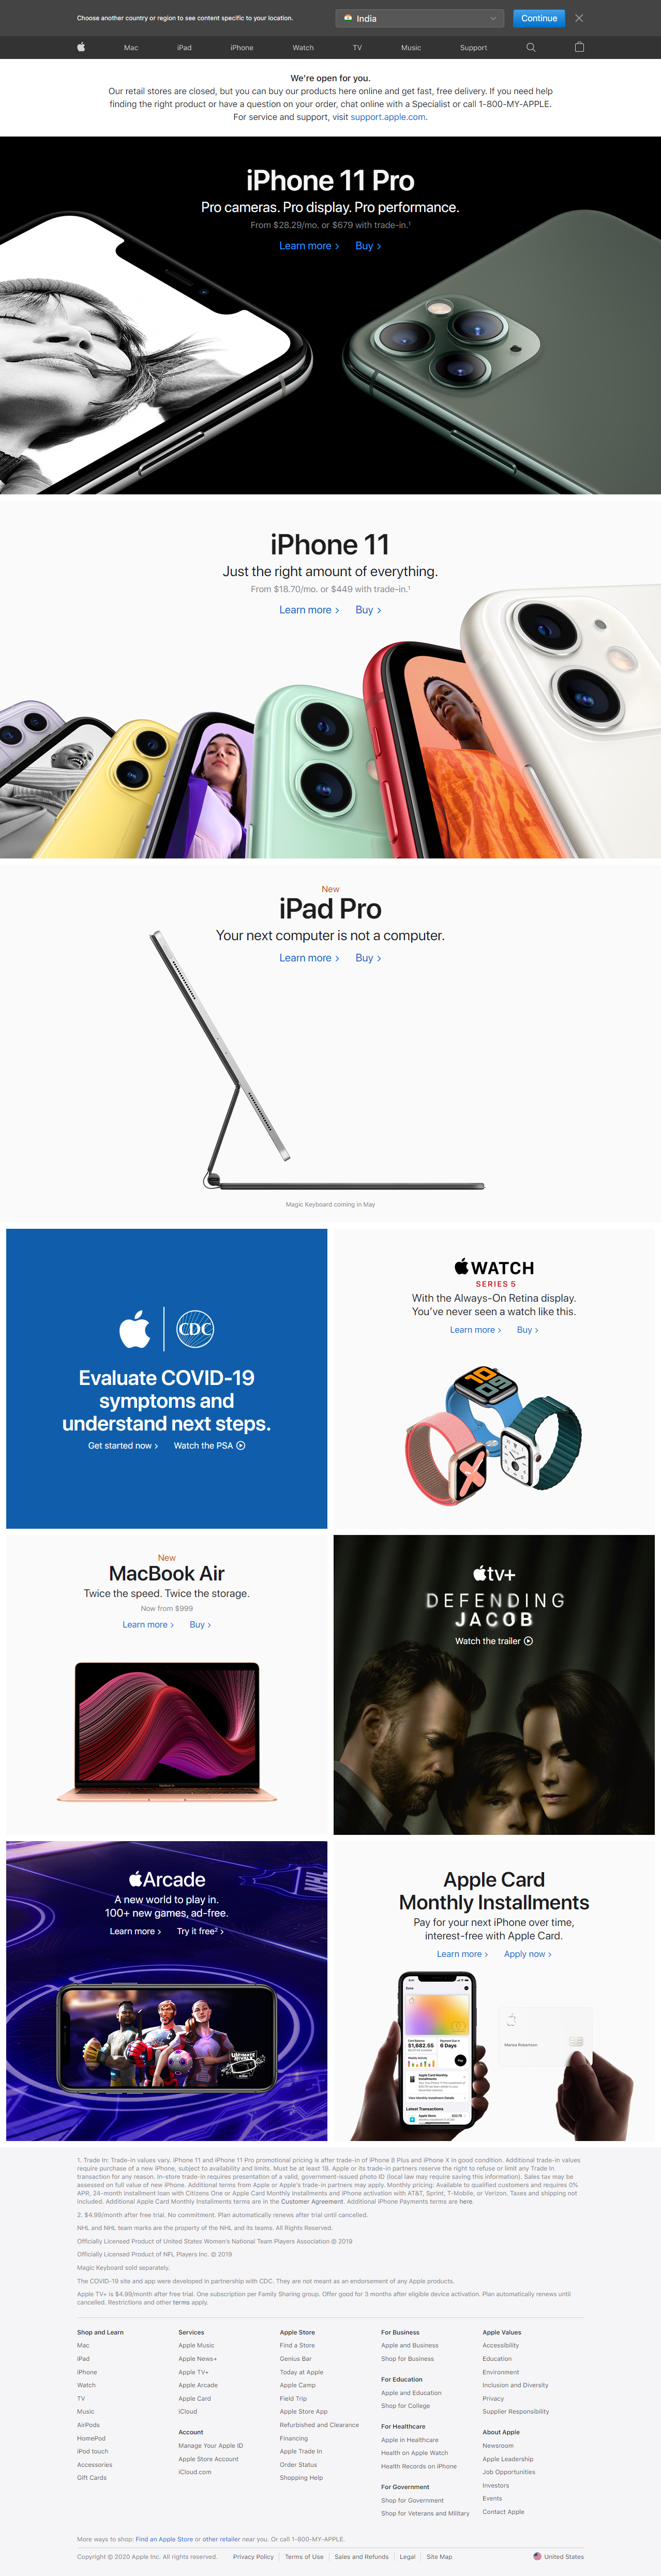 Choose another country or region to see content specific to your location.
India
Continue
Mac
iPad
iPhone
Watch
TV
Music
Support
We're open for you.
Our retail stores are closed, but you can buy our products here online and get fast, free delivery. If you need help
finding the right product or have a question on your order, chat online with a Specialist or call 1-800-MY-APPLE.
For service and support, visit support.apple.com.
iPhone 11 Pro
Pro cameras. Pro display. Pro performance.
From $28.29/mo. or $679 with trade-in.¹
Learn more > Buy >
iPhone 11
Just the right amount of everything.
From $18.70/mo. or $449 with trade-in.¹
Learn more > Buy >
New
iPad Pro
Your next computer is not a computer.
Learn more > Buy >
Magic Keyboard coming in May
CDC
Evaluate COVID-19
symptoms and
understand next steps.
Get started now > Watch the PSA
WATCH
SERIES 5
With the Always-On Retina display.
You've never seen a watch like this.
Learn more > Buy >
10
09
New
MacBook Air
Twice the speed. Twice the storage.
Now from $999
Learn more > Buy >
tv+
DEFENDING
JACOB
Watch the trailer
Arcade
A new world to play in.
100+ new games, ad-free.
Learn more > Try it free² >
Apple Card
Monthly Installments
Pay for your next iPhone over time,
interest-free with Apple Card.
Learn more > Apply now >
Card Balance
$1,682.55
Payment Due in
6 Days
Latest Transactions
Marisa Robertson
1. Trade In: Trade-in values vary. iPhone 11 and iPhone 11 Pro promotional pricing is after trade-in of iPhone 8 Plus and iPhone X in good condition. Additional trade-in values
require purchase of a new iPhone, subject to availability and limits. Must be at least 18. Apple or its trade-in partners reserve the right to refuse or limit any Trade In
transaction for any reason. In-store trade-in requires presentation of a valid, government-issued photo ID (local law may require saving this information). Sales tax may be
assessed on full value of new iPhone. Additional terms from Apple or Apple's trade-in partners may apply. Monthly pricing: Available to qualified customers and requires 0%
APR, 24-month installment loan with Citizens One or Apple Card Monthly Installments and iPhone activation with AT&T, Sprint, T-Mobile, or Verizon. Taxes and shipping not
included. Additional Apple Card Monthly Installments terms are in the Customer Agreement. Additional iPhone Payments terms are here.
2. $4.99/month after free trial. No commitment. Plan automatically renews after trial until cancelled.
NHL and NHL team marks are the property of the NHL and its teams. All Rights Reserved.
Officially Licensed Product of United States Women's National Team Players Association © 2019
Officially Licensed Product of NFL Players Inc. © 2019
Magic Keyboard sold separately.
The COVID-19 site and app were developed in partnership with CDC. They are not meant as an endorsement of any Apple products.
Apple TV+ is $4.99/month after free trial. One subscription per Family Sharing group. Offer good for 3 months after eligible device activation. Plan automatically renews until
cancelled. Restrictions and other terms apply.
Shop and Learn
Mac
iPad
iPhone
Watch
TV
Music
AirPods
HomePod
iPod touch
Accessories
Gift Cards
Services
Apple Music
Apple News+
Apple TV+
Apple Arcade
Apple Card
iCloud
Account
Manage Your Apple ID
Apple Store Account
iCloud.com
Apple Store
Find a Store
Genius Bar
Today at Apple
Apple Camp
Field Trip
Apple Store App
Refurbished and Clearance
Financing
Apple Trade In
Order Status
Shopping Help
For Business
Apple and Business
Shop for Business
For Education
Apple and Education
Shop for College
For Healthcare
Apple in Healthcare
Health on Apple Watch
Health Records on iPhone
For Government
Shop for Government
Shop for Veterans and Military
Apple Values
Accessibility
Education
Environment
Inclusion and Diversity
Privacy
Supplier Responsibility
About Apple
Newsroom
Apple Leadership
Job Opportunities
Investors
Events
Contact Apple
More ways to shop: Find an Apple Store or other retailer near you. Or call 1-800-MY-APPLE.
Copyright © 2020 Apple Inc. All rights reserved. Privacy Policy | Terms of Use | Sales and Refunds | Legal | Site Map United States